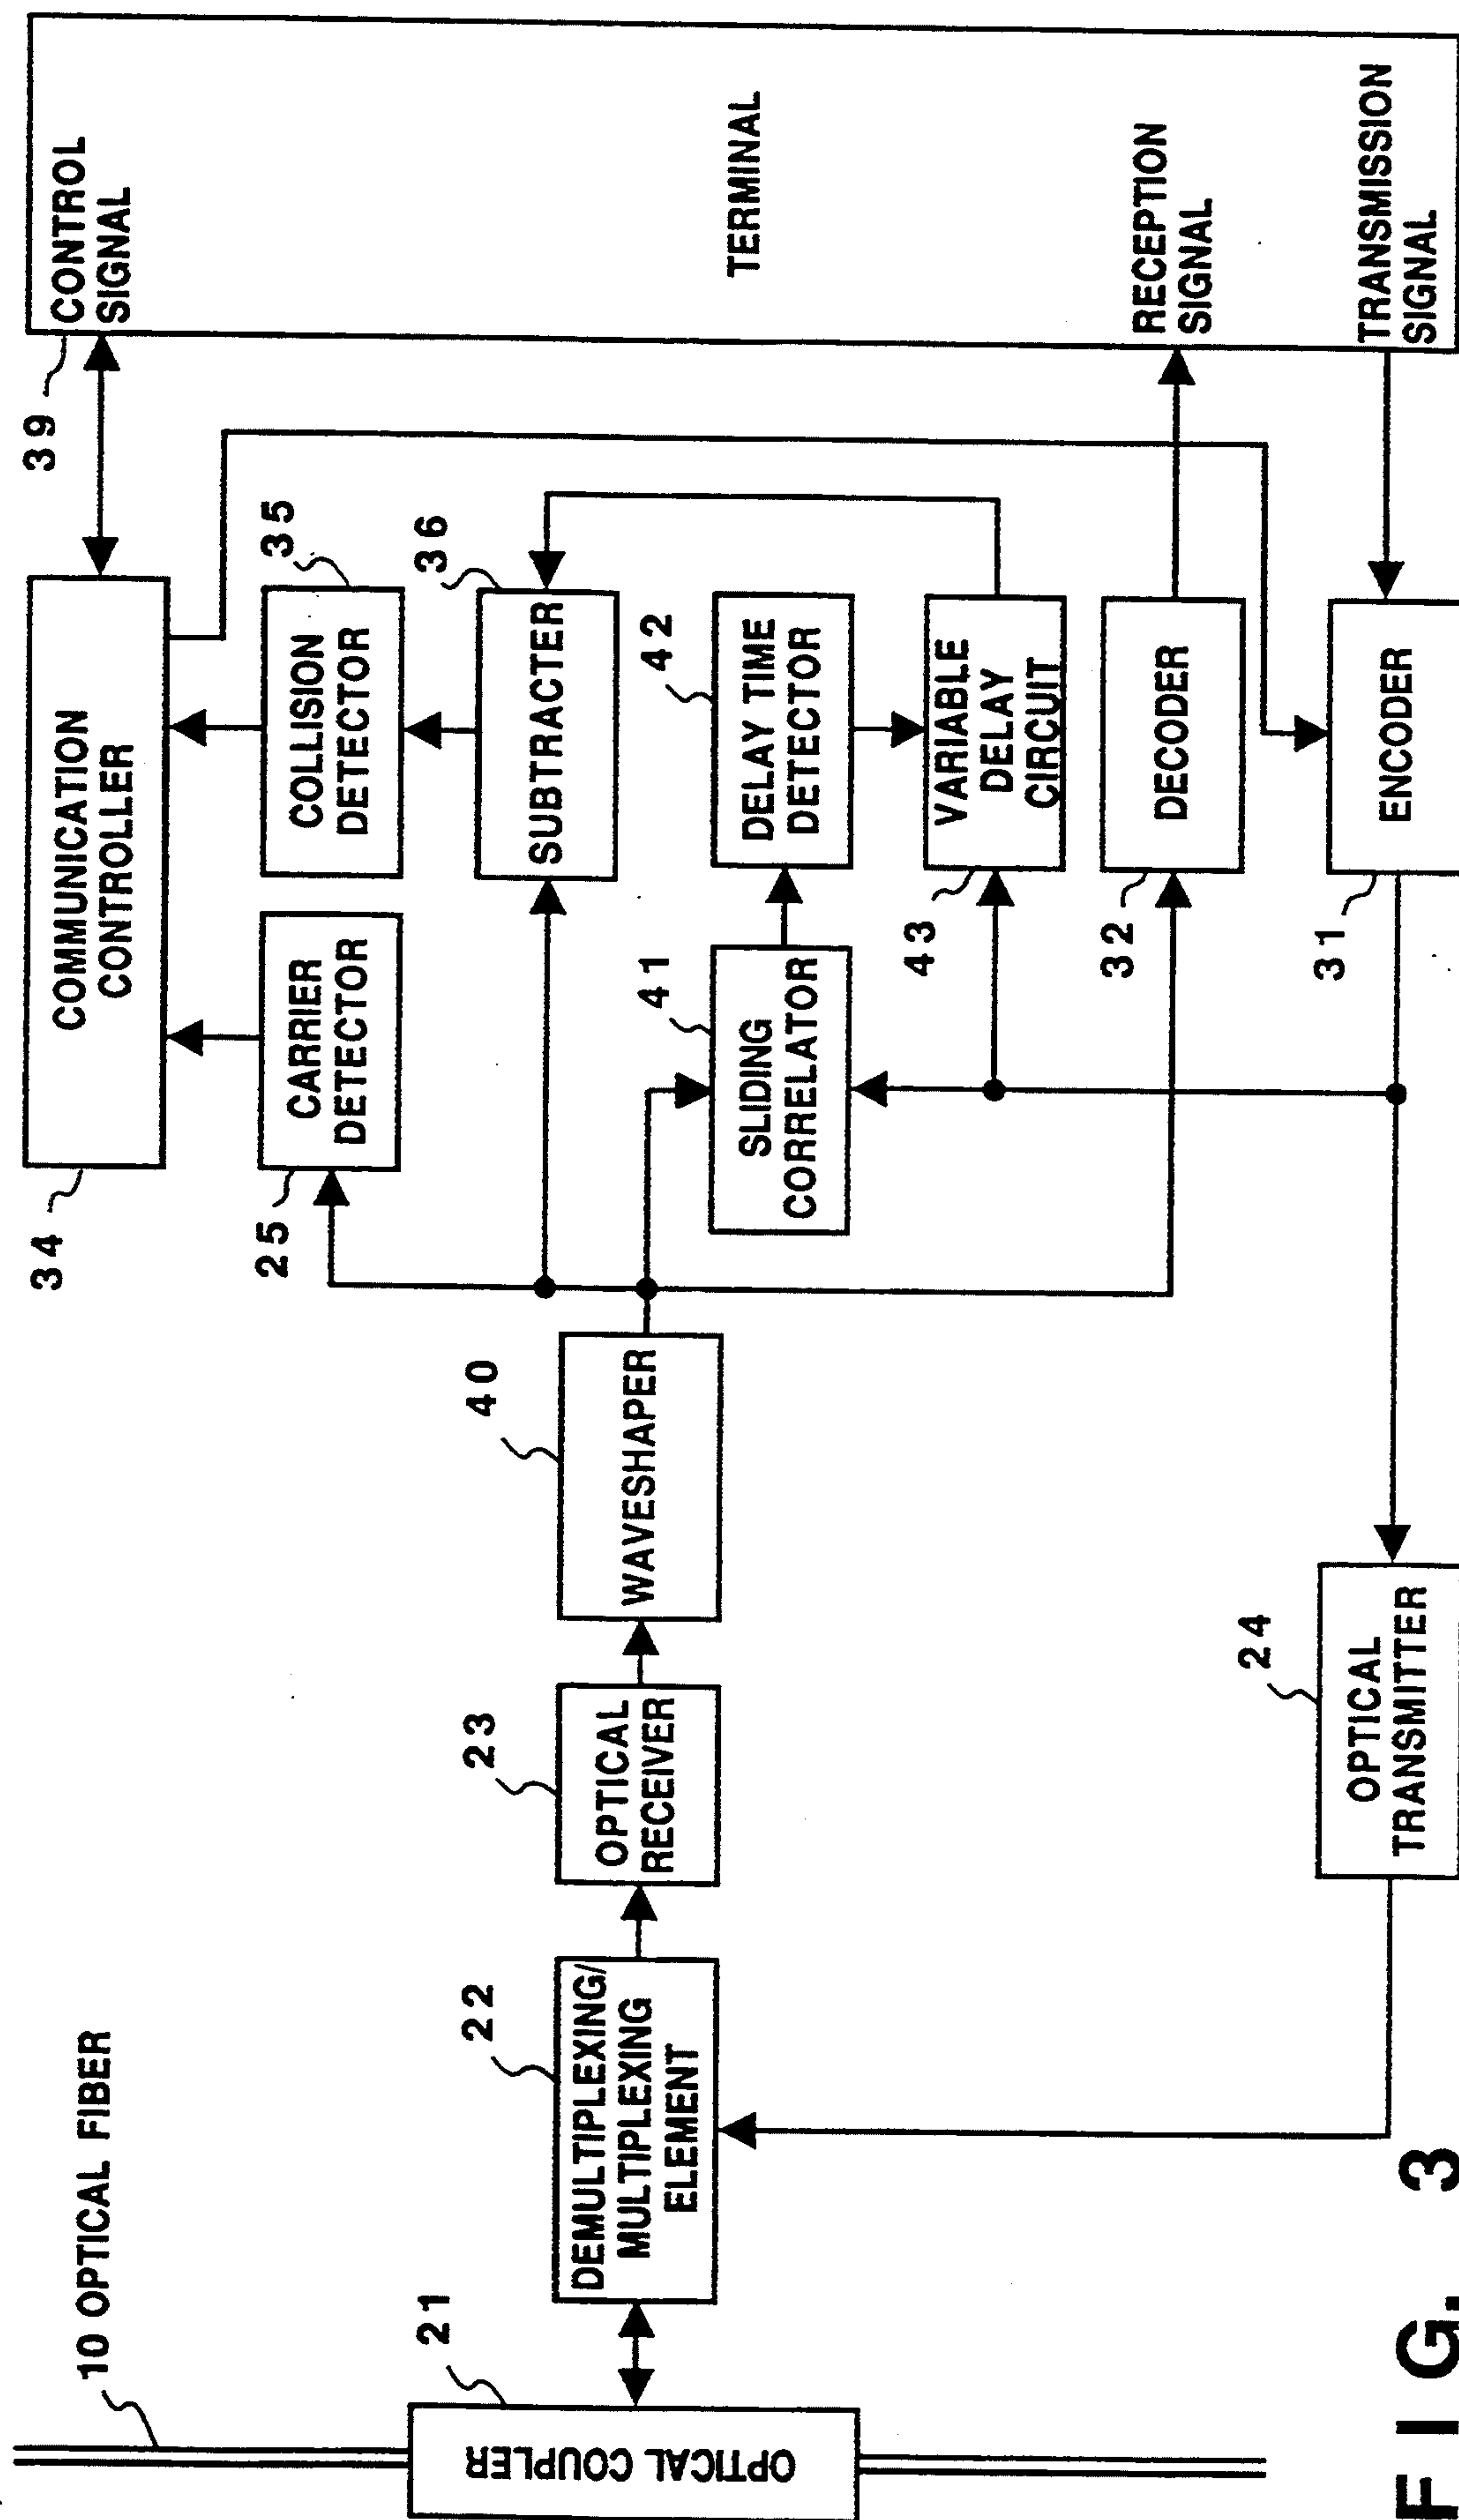 10 OPTICAL FIBER
21
OPTICAL COUPLER
22
DEMULTIPLEXING/
MULTIPLEXING
ELEMENT
23
OPTICAL
RECEIVER
40
WAVESHAPER
34
COMMUNICATION
CONTROLLER
25
CARRIER
DETECTOR
35
COLLISION
DETECTOR
36
SUBTRACTER
41
SLIDING
CORRELATOR
42
DELAY TIME
DETECTOR
43
VARIABLE
DELAY
CIRCUIT
32
DECODER
31
ENCODER
24
OPTICAL
TRANSMITTER
39
CONTROL
SIGNAL
TERMINAL
RECEPTION
SIGNAL
TRANSMISSION
SIGNAL
FIG. 3